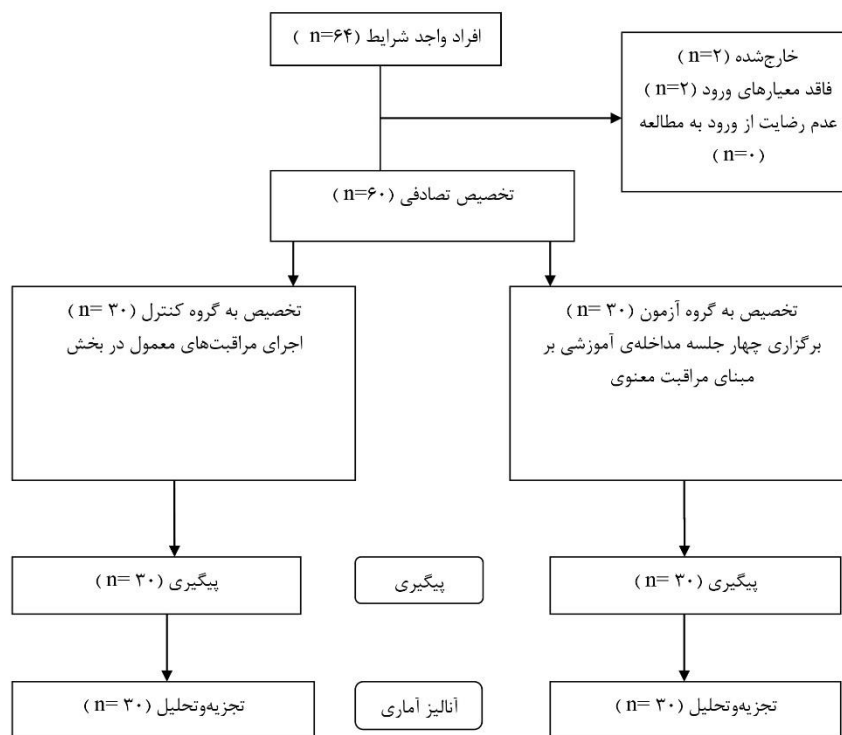 افراد واجد شرایط (n=۶۴ )
خارج‌شده (n=۲ )
فاقد معیارهای ورود (n=۲ )
عدم رضایت از ورود به مطالعه
(n=۰ )
تخصیص تصادفی (n=۶۰ )
تخصیص به گروه آزمون (n= ۳۰ )
برگزاری چهار جلسه مداخله‌ی آموزشی بر
مبنای مراقبت معنوی
تخصیص به گروه کنترل (n= ۳۰ )
اجرای مراقبت‌های معمول در بخش
پیگیری (n= ۳۰ )
پیگیری
پیگیری (n= ۳۰ )
تجزیه‌وتحلیل (n= ۳۰ )
آنالیز آماری
تجزیه‌وتحلیل (n= ۳۰ )